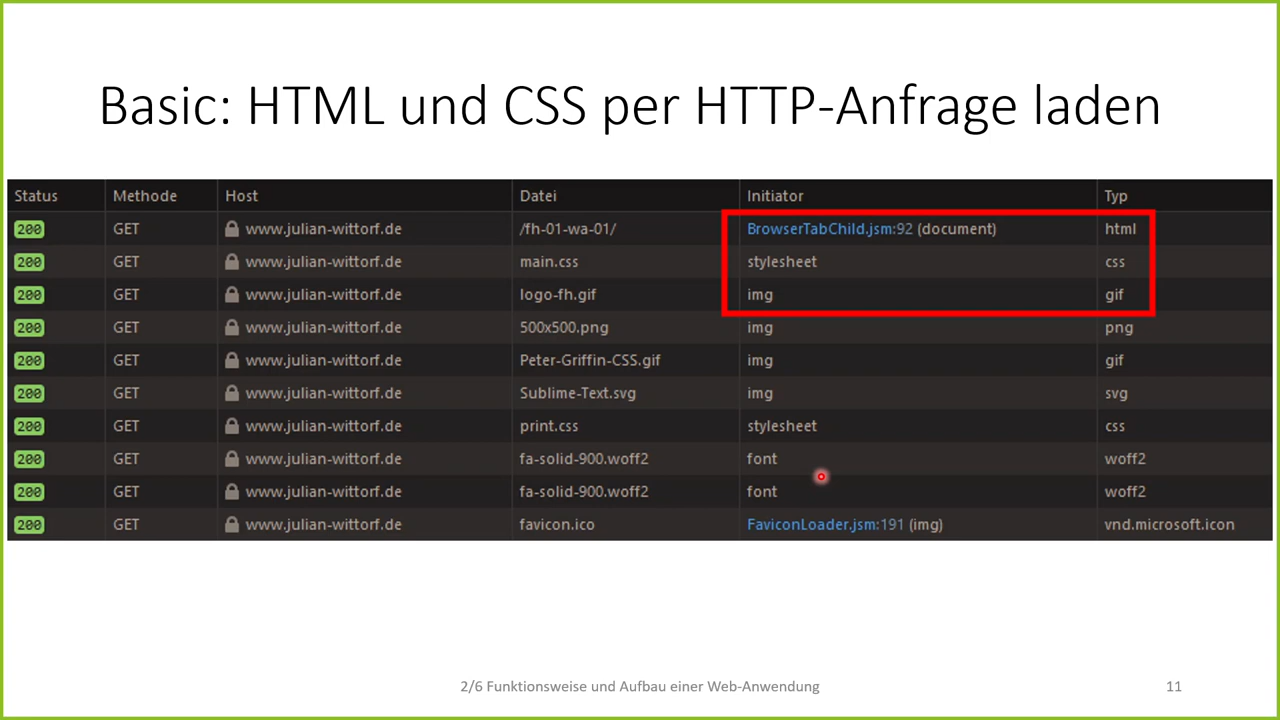 Basic: HTML und CSS per HTTP-Anfrage laden
Status Methode Host Datei Initiator Typ
200 GET www.julian-wittorf.de /fh-01-wa-01/ BrowserTabChild.jsm:92 (document) html
200 GET www.julian-wittorf.de main.css stylesheet css
200 GET www.julian-wittorf.de logo-fh.gif img gif
200 GET www.julian-wittorf.de 500x500.png img png
200 GET www.julian-wittorf.de Peter-Griffin-CSS.gif img gif
200 GET www.julian-wittorf.de Sublime-Text.svg img svg
200 GET www.julian-wittorf.de print.css stylesheet css
200 GET www.julian-wittorf.de fa-solid-900.woff2 font woff2
200 GET www.julian-wittorf.de fa-solid-900.woff2 font woff2
200 GET www.julian-wittorf.de favicon.ico FaviconLoader.jsm:191 (img) vnd.microsoft.icon
2/6 Funktionsweise und Aufbau einer Web-Anwendung 11